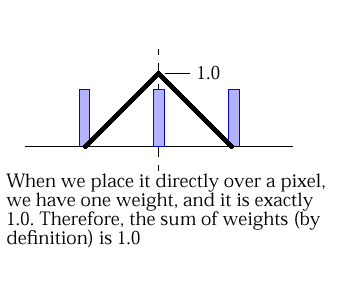 1.0
When we place it directly over a pixel,
we have one weight, and it is exactly
1.0. Therefore, the sum of weights (by
definition) is 1.0